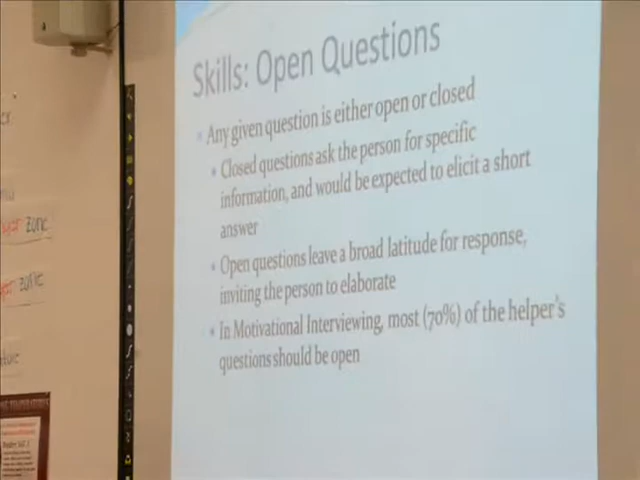 Skills: Open Questions
Any given question is either open or closed
Closed questions ask the person for specific
information, and would be expected to elicit a short
answer
Open questions leave a broad latitude for response,
inviting the person to elaborate
In Motivational Interviewing, most (70%) of the helper's
questions should be open
zone
zone